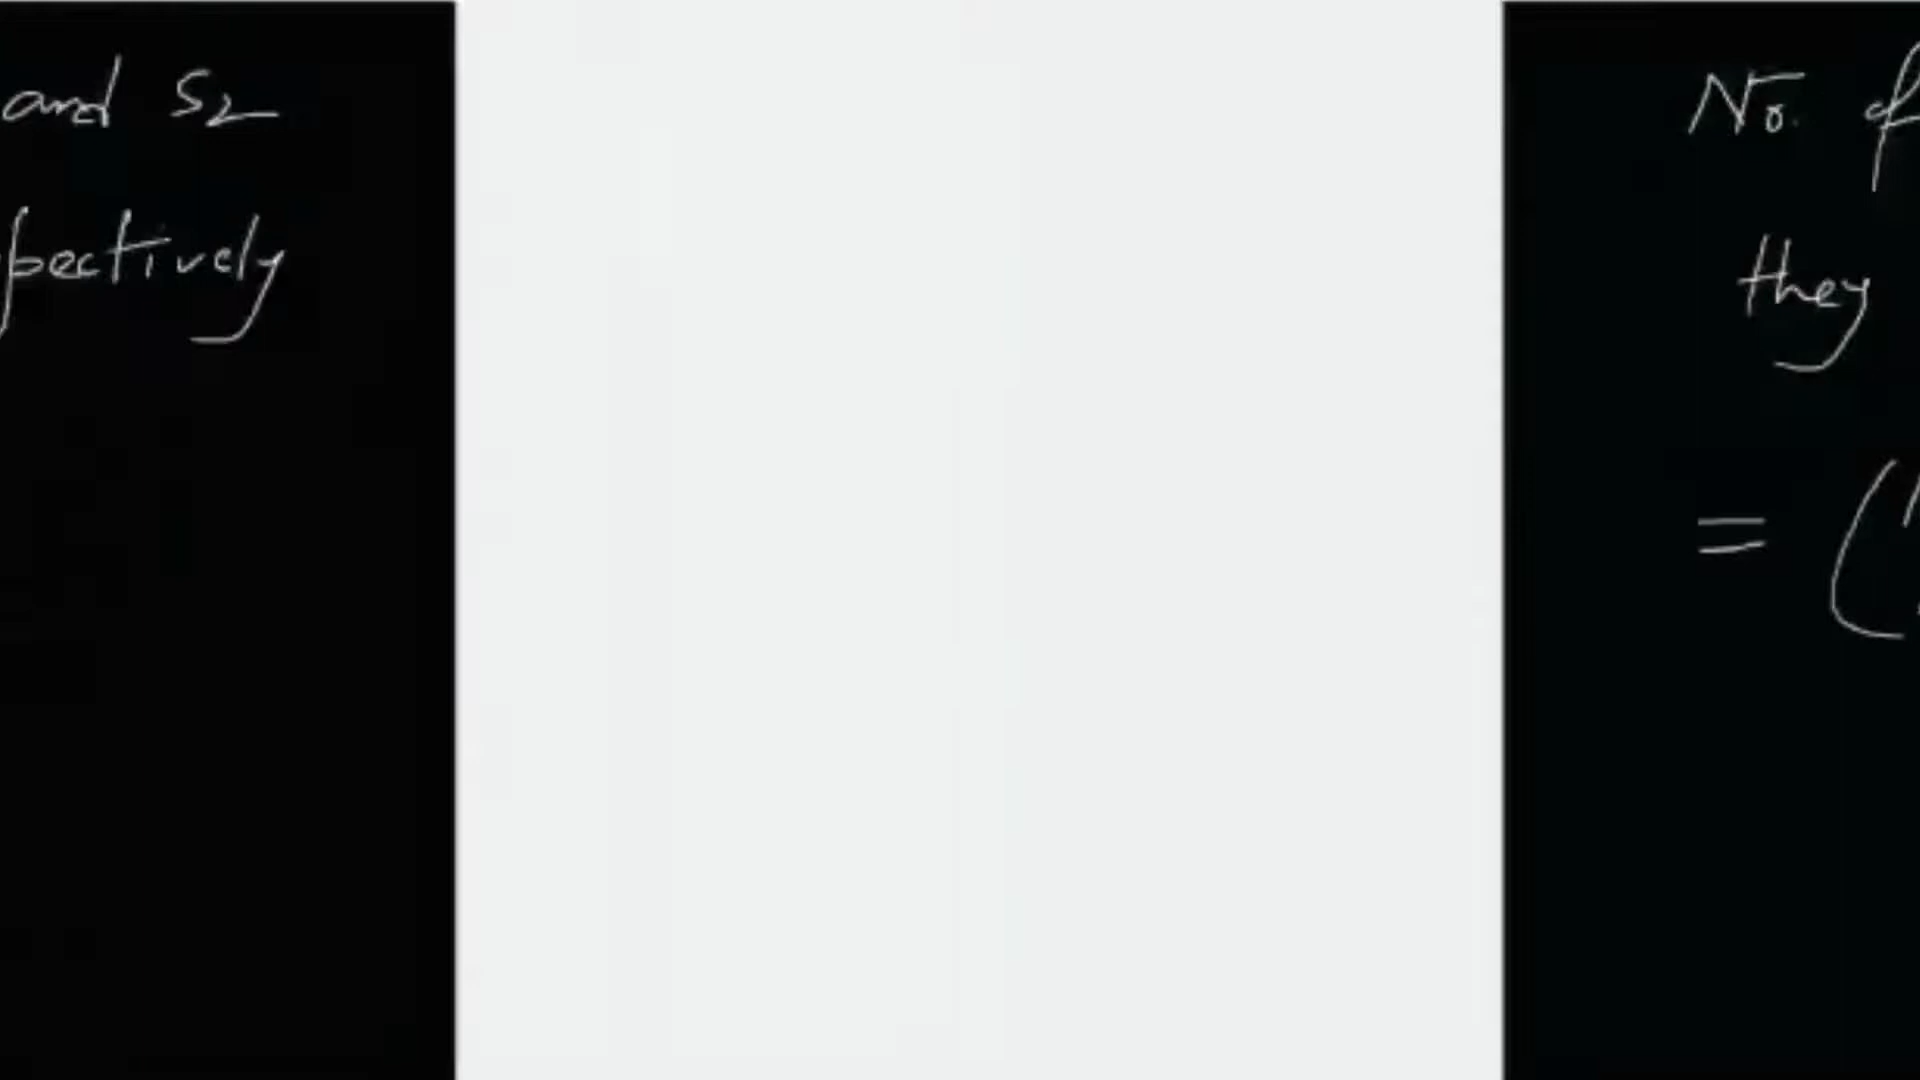 and S2
pectively
No. of
they
= (